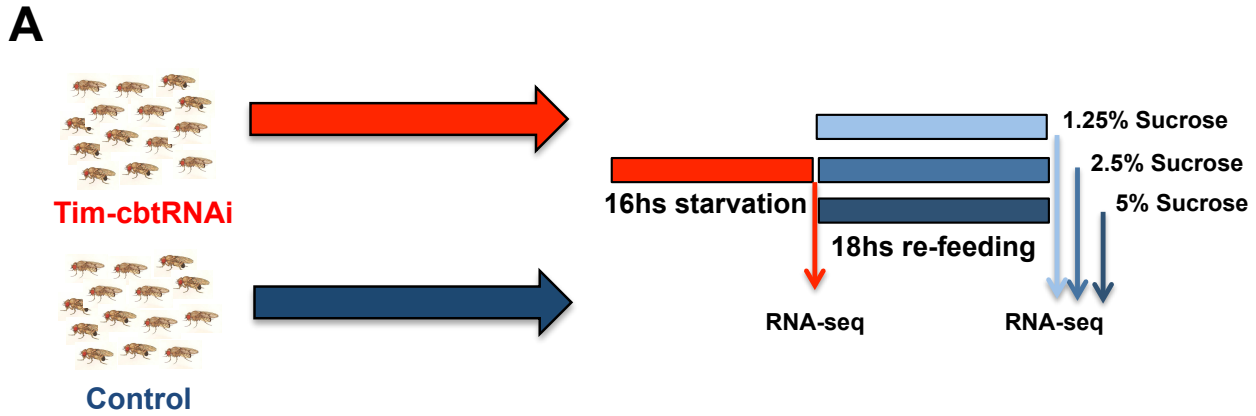 A
Tim-cbtRNAi
Control
1.25% Sucrose
2.5% Sucrose
16hs starvation
5% Sucrose
18hs re-feeding
RNA-seq
RNA-seq